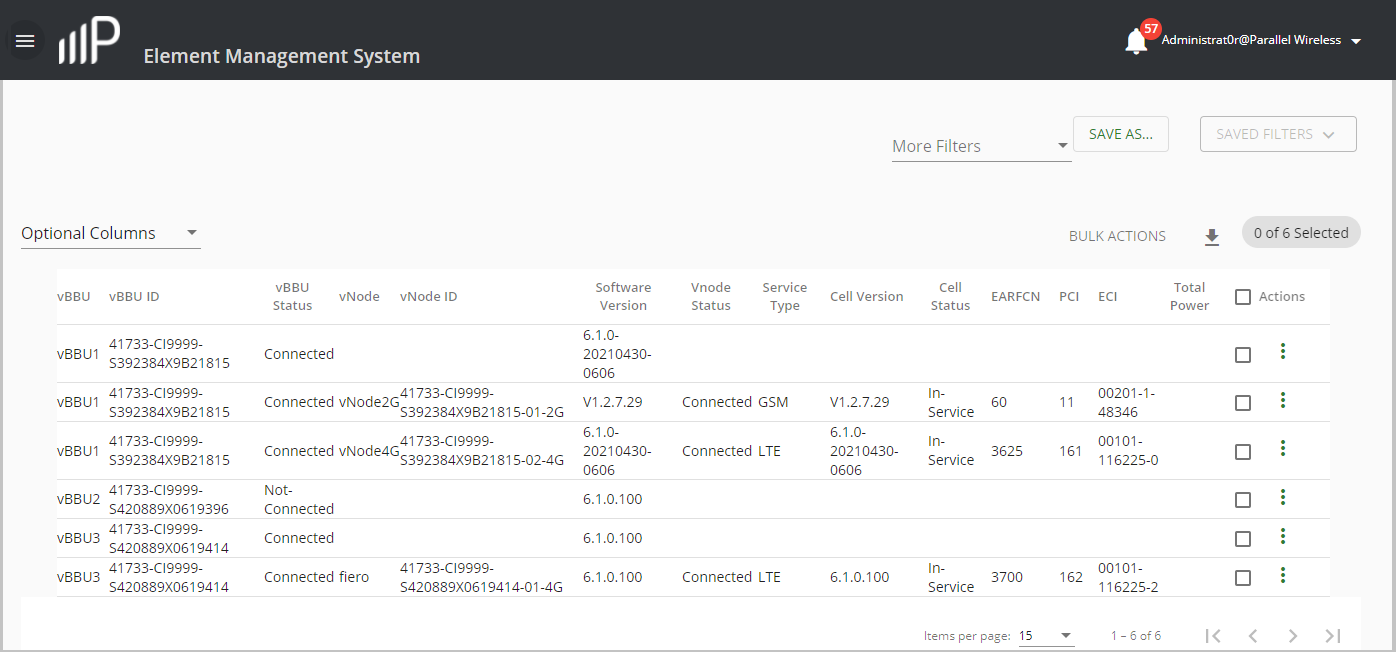 P
Element Management System
57
Administrat0r@Parallel Wireless
More Filters
SAVE AS...
SAVED FILTERS
Optional Columns
BULK ACTIONS
0 of 6 Selected
vBBU vBBU ID vBBU Status vNode vNode ID Software Version Vnode Status Service Type Cell Version Cell Status EARFCN PCI ECI Total Power Actions
vBBU1 41733-CI9999-S392384X9B21815 Connected 6.1.0-20210430-0606
vBBU1 41733-CI9999-S392384X9B21815 Connected vNode2G 41733-CI9999-S392384X9B21815-01-2G V1.2.7.29 Connected GSM V1.2.7.29 In-Service 60 11 00201-1-48346
vBBU1 41733-CI9999-S392384X9B21815 Connected vNode4G 41733-CI9999-S392384X9B21815-02-4G 6.1.0-20210430-0606 Connected LTE 6.1.0-20210430-0606 In-Service 3625 161 00101-116225-0
vBBU2 41733-CI9999-S420889X0619396 Not-Connected 6.1.0.100
vBBU3 41733-CI9999-S420889X0619414 Connected 6.1.0.100
vBBU3 41733-CI9999-S420889X0619414 Connected fiero 41733-CI9999-S420889X0619414-01-4G 6.1.0.100 Connected LTE 6.1.0.100 In-Service 3700 162 00101-116225-2
Items per page: 15 1 – 6 of 6